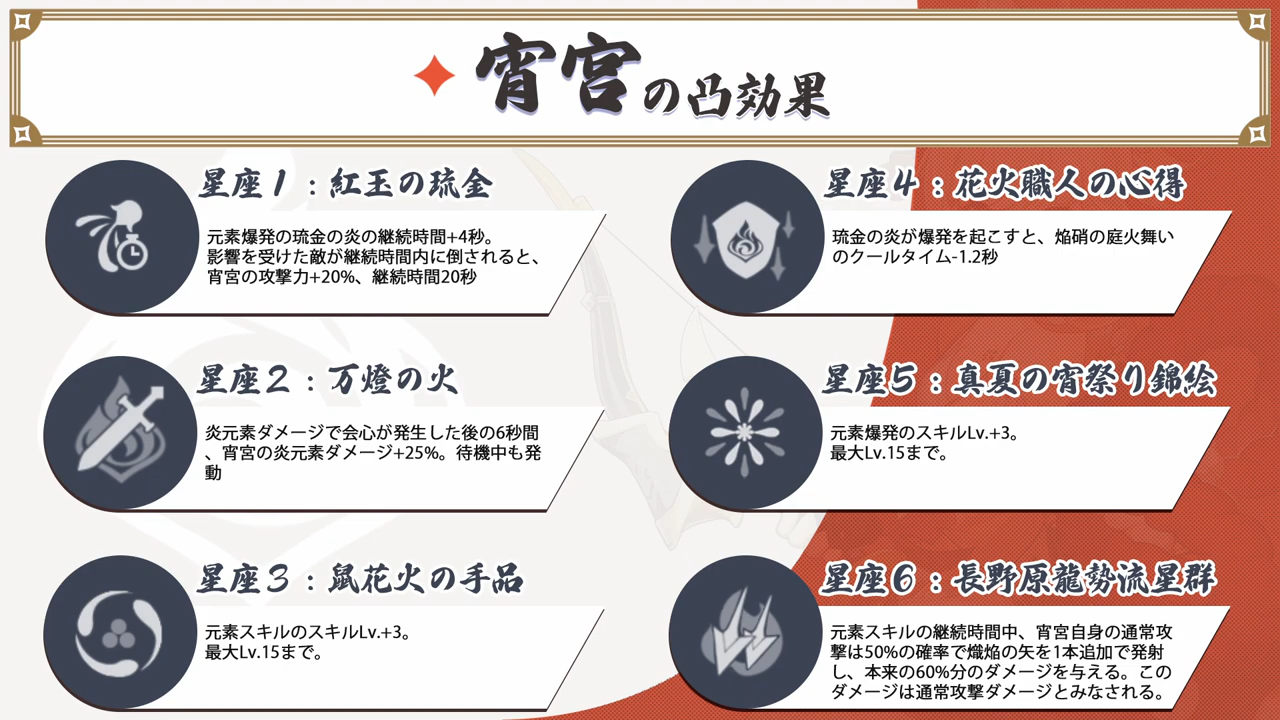 宵宮の凸効果
星座1：紅玉の琉金
元素爆発の琉金の炎の継続時間+4秒。
影響を受けた敵が継続時間内に倒されると、
宵宮の攻撃力+20%、継続時間20秒
星座2：万燈の火
炎元素ダメージで会心が発生した後の6秒間
、宵宮の炎元素ダメージ+25%。待機中も発
動
星座3：鼠花火の手品
元素スキルのスキルLv.+3。
最大Lv.15まで。
星座4：花火職人の心得
琉金の炎が爆発を起こすと、焔硝の庭火舞い
のクールタイム-1.2秒
星座5：真夏の宵祭り錦絵
元素爆発のスキルLv.+3。
最大Lv.15まで。
星座6：長野原龍勢流星群
元素スキルの継続時間中、宵宮自身の通常攻
撃は50%の確率で熾焔の矢を1本追加で発射
し、本来の60%分のダメージを与える。この
ダメージは通常攻撃ダメージとみなされる。